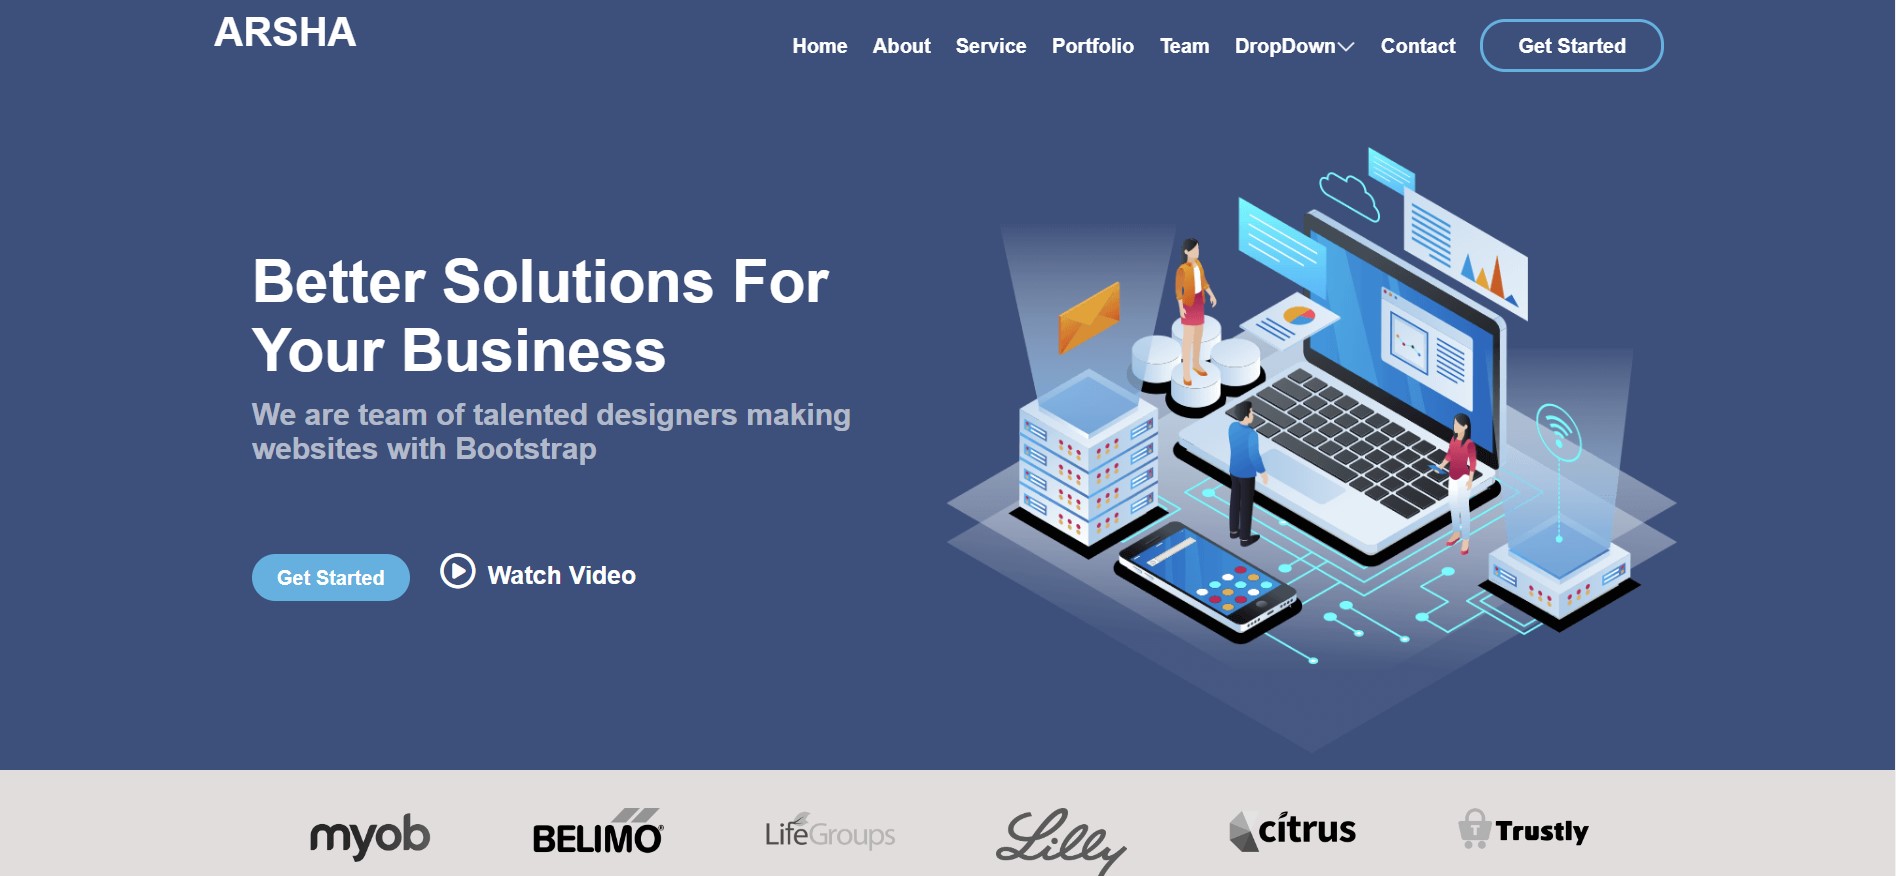 ARSHA
Home About Service Portfolio Team DropDown Contact Get Started
Better Solutions For
Your Business
We are team of talented designers making
websites with Bootstrap
Get Started Watch Video
myob BELIMO® LifeGroups Lilly citrus T Trustly